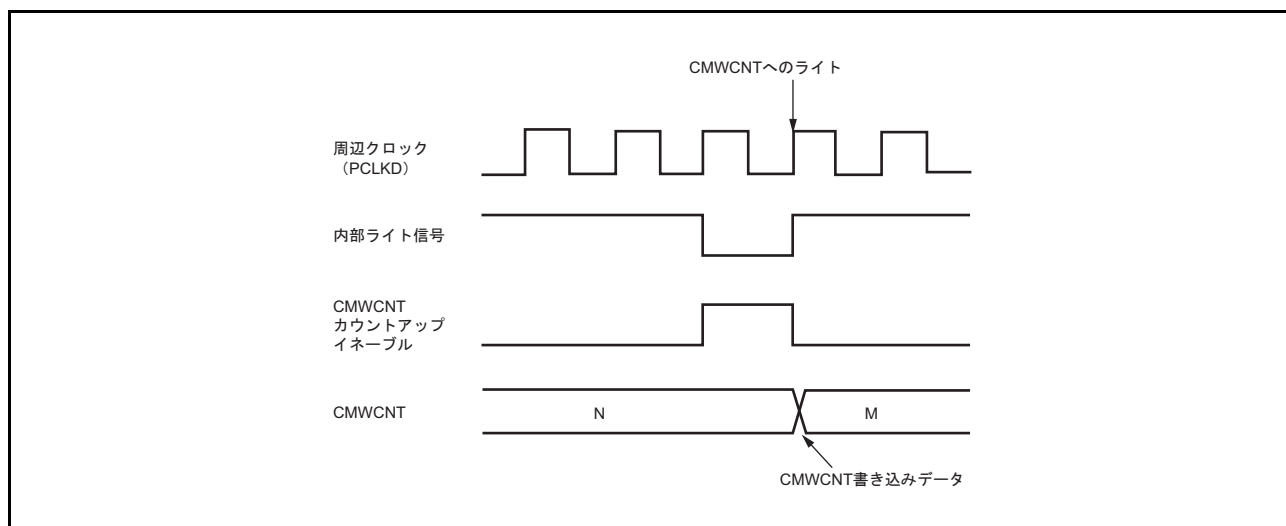 CMWCNTへのライト
周辺クロック
（PCLKD）
内部ライト信号
CMWCNT
カウントアップ
イネーブル
CMWCNT
N
M
CMWCNT書き込みデータ